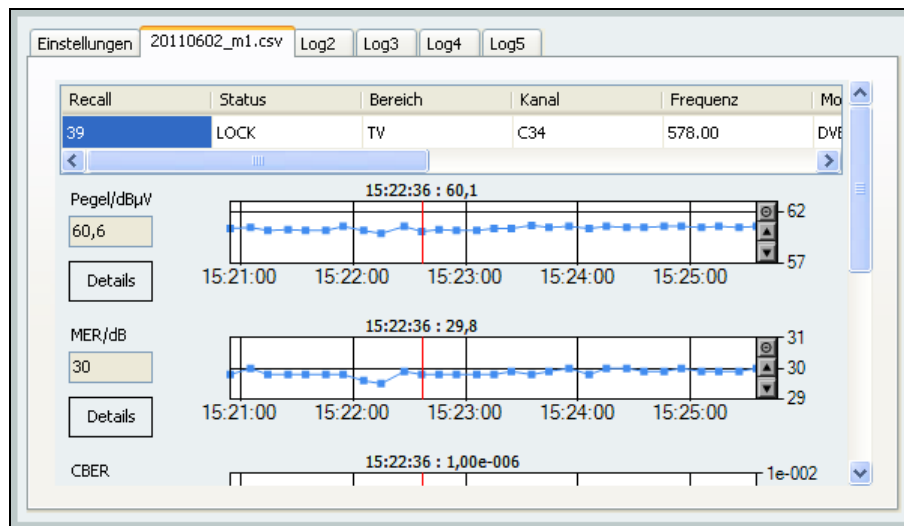 Einstellungen 20110602_m1.csv Log2 Log3 Log4 Log5
Recall Status Bereich Kanal Frequenz Mo
39 LOCK TV C34 578.00 DVB
Pegel/dBµV 15:22:36 : 60,1
60,6 62
57
Details 15:21:00 15:22:00 15:23:00 15:24:00 15:25:00
MER/dB 15:22:36 : 29,8
31
30 30
29
Details 15:21:00 15:22:00 15:23:00 15:24:00 15:25:00
CBER 15:22:36 : 1,00e-006
1e-002